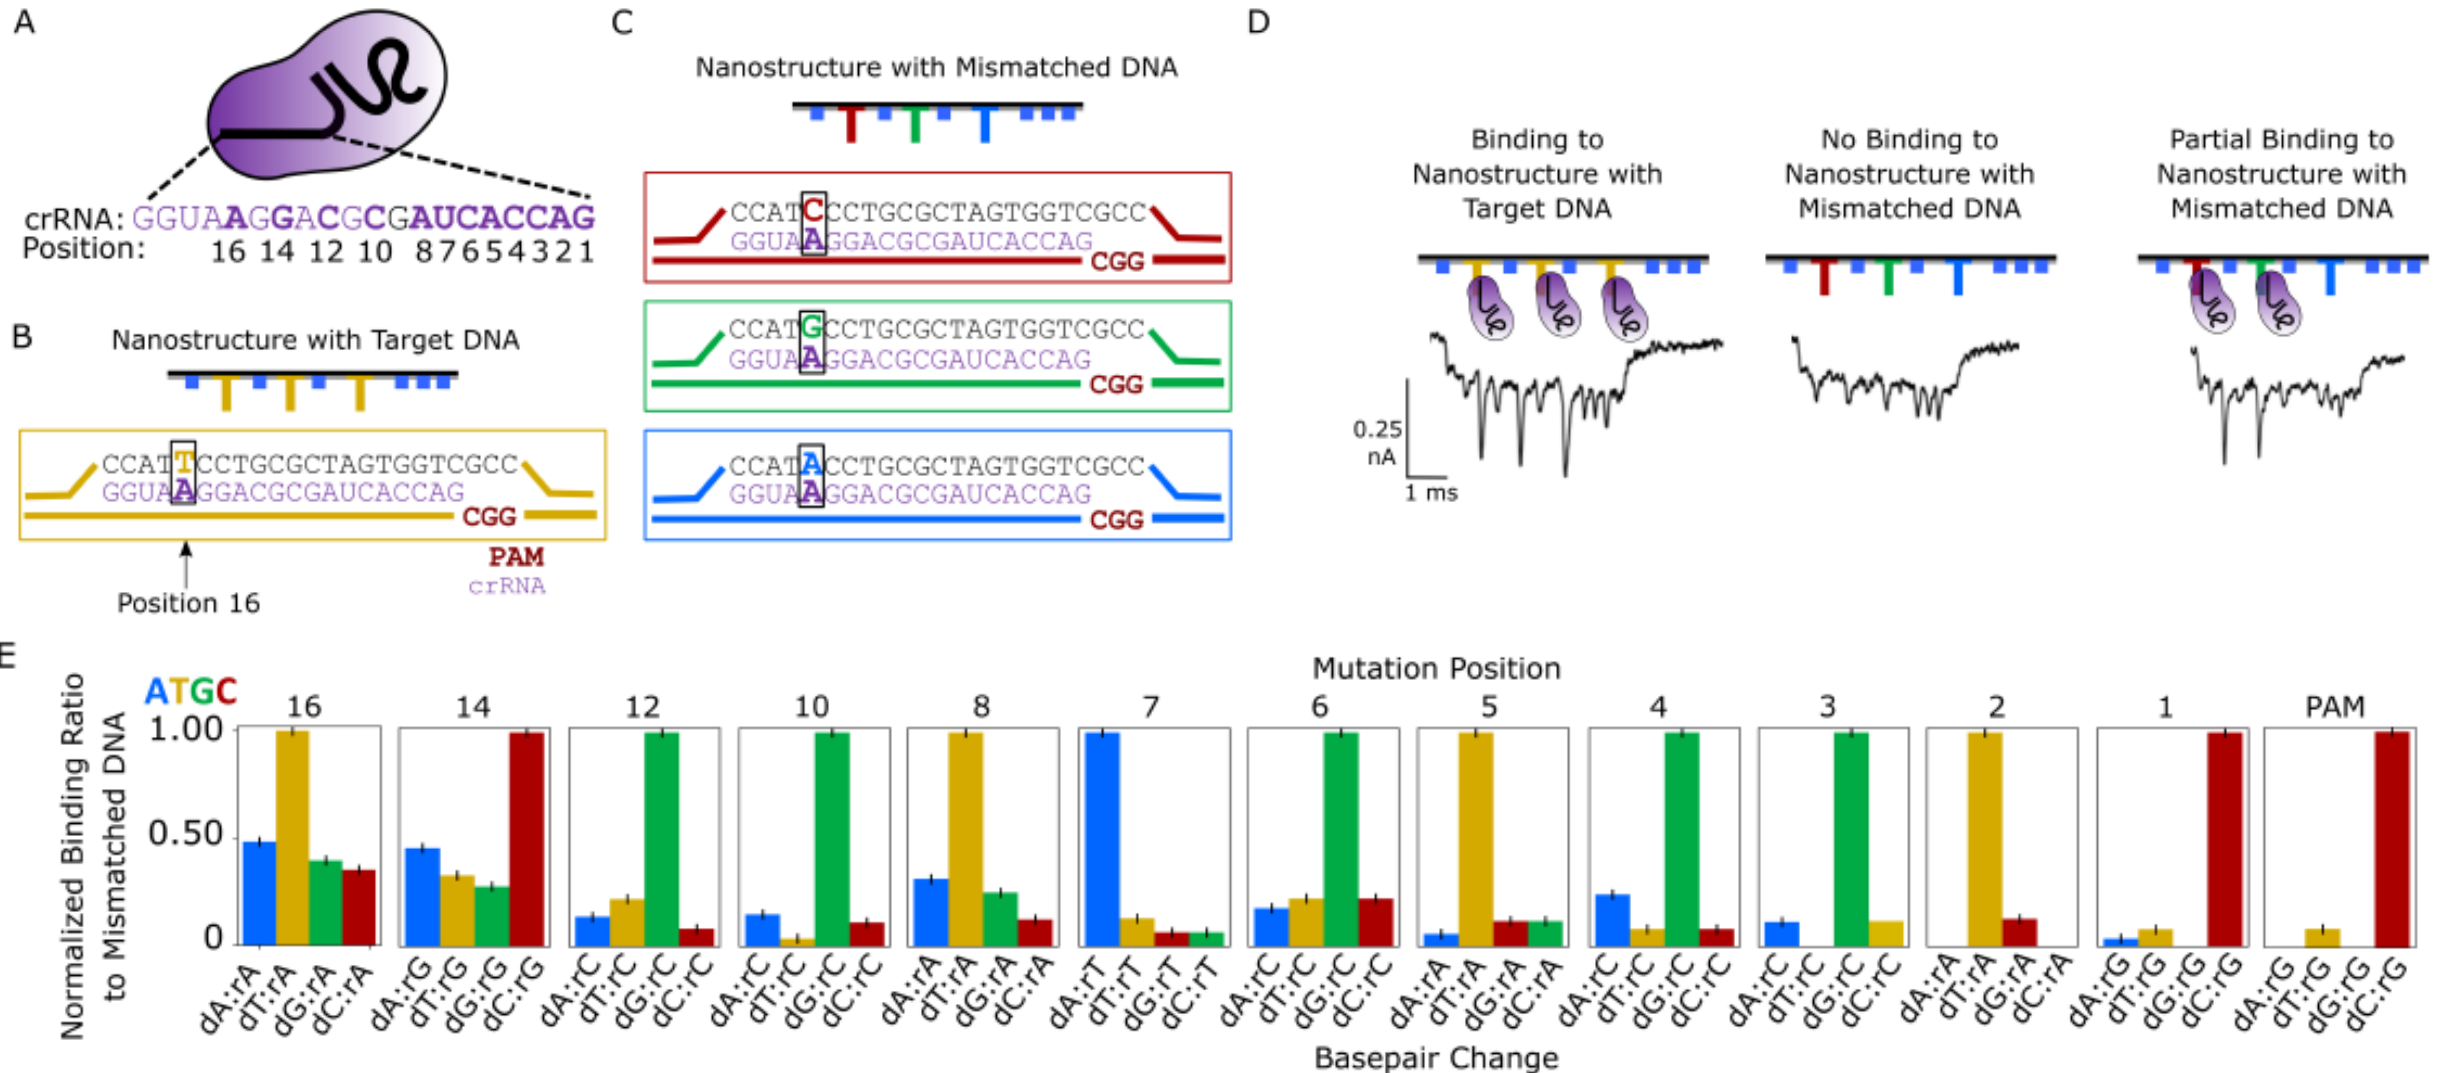 A
crRNA: GGUAAGGACGCGAUCACCAG
Position: 16 14 12 10 8 7 6 5 4 3 2 1
B
Nanostructure with Target DNA
CCATTCCTGCGCTAGTGGTCGCC
GGUAAGGACGCGAUCACCAG
CGG
PAM
crRNA
Position 16
C
Nanostructure with Mismatched DNA
CCATCCCTGCGCTAGTGGTCGCC
GGUAAGGACGCGAUCACCAG
CGG
CCATGCCTGCGCTAGTGGTCGCC
GGUAAGGACGCGAUCACCAG
CGG
CCATACCTGCGCTAGTGGTCGCC
GGUAAGGACGCGAUCACCAG
CGG
D
Binding to
Nanostructure with
Target DNA
No Binding to
Nanostructure with
Mismatched DNA
Partial Binding to
Nanostructure with
Mismatched DNA
0.25
nA
1 ms
E
Mutation Position
ATGC
16 14 12 10 8 7 6 5 4 3 2 1 PAM
Normalized Binding Ratio
to Mismatched DNA
1.00
0.50
0
dA:rA dT:rA dG:rA dC:rA
dA:rG dT:rG dG:rG dC:rG
dA:rC dT:rC dG:rC dC:rC
dA:rC dT:rC dG:rC dC:rC
dA:rA dT:rA dG:rA dC:rA
dA:rT dT:rT dG:rT dC:rT
dA:rC dT:rC dG:rC dC:rC
dA:rA dT:rA dG:rA dC:rA
dA:rC dT:rC dG:rC dC:rC
dA:rC dT:rC dG:rC dC:rC
dA:rA dT:rA dG:rA dC:rA
dA:rG dT:rG dG:rG dC:rG
dA:rG dT:rG dG:rG dC:rG
Basepair Change